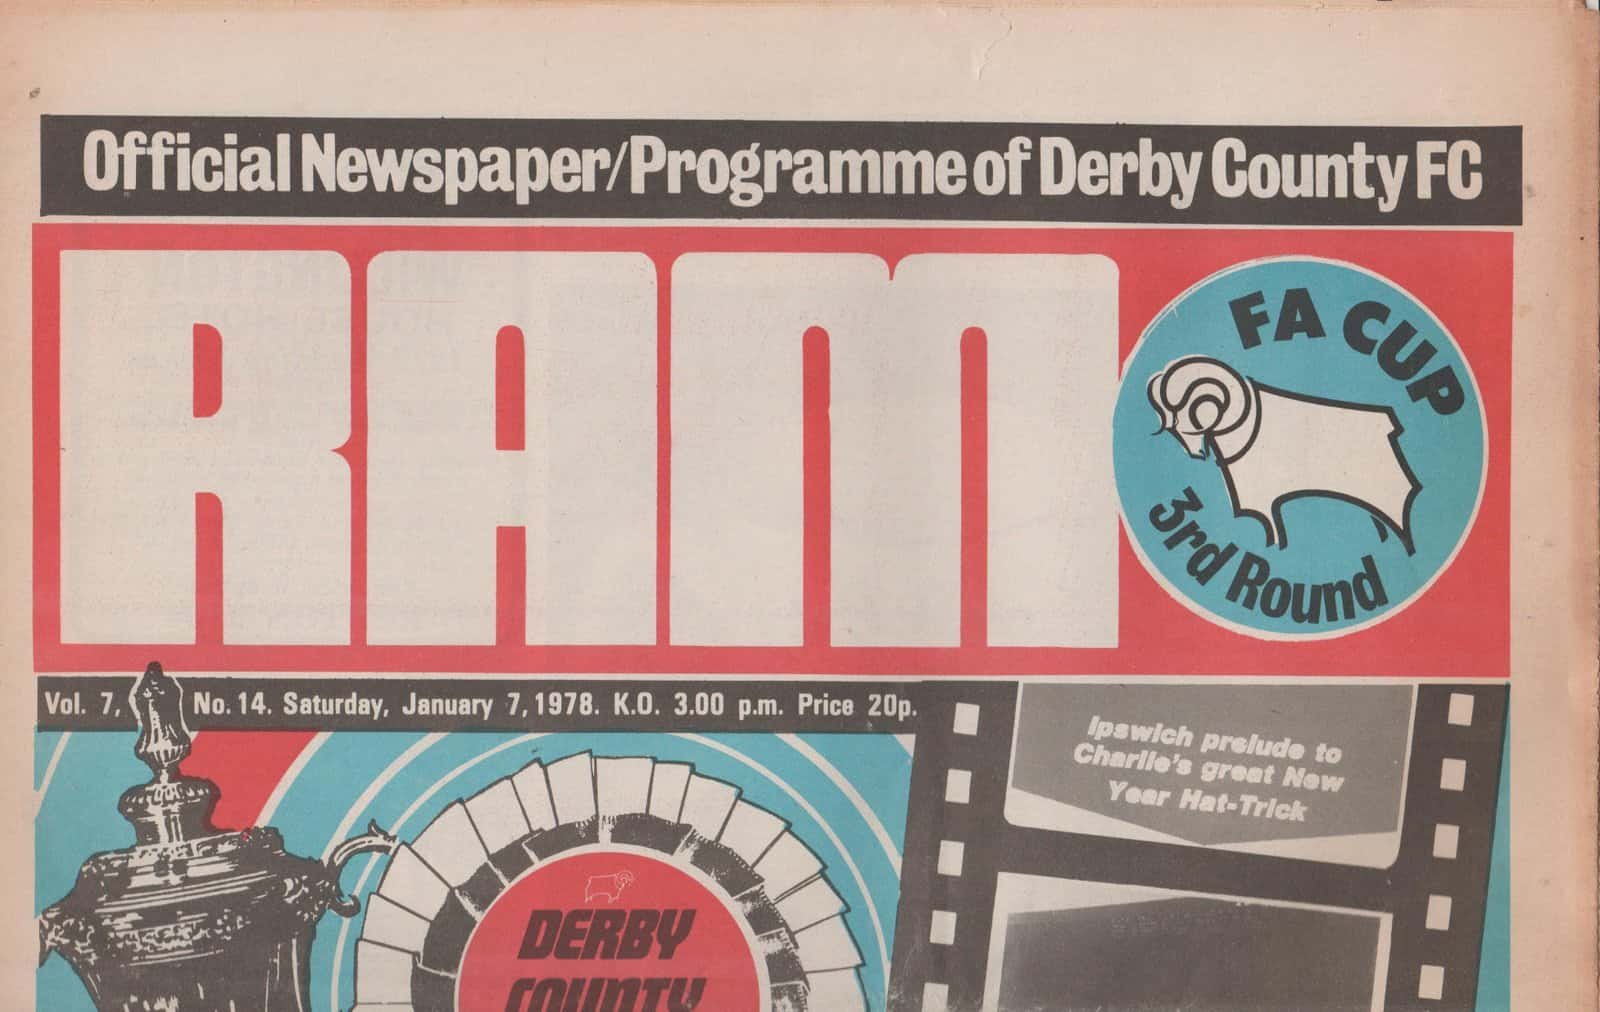 Official Newspaper/Programme of Derby County FC
RAM
FA CUP
3rd Round
Vol. 7, No. 14. Saturday, January 7, 1978. K.O. 3.00 p.m. Price 20p.
Ipswich prelude to
Charlie's great New
Year Hat-Trick
DERBY
COUNTY